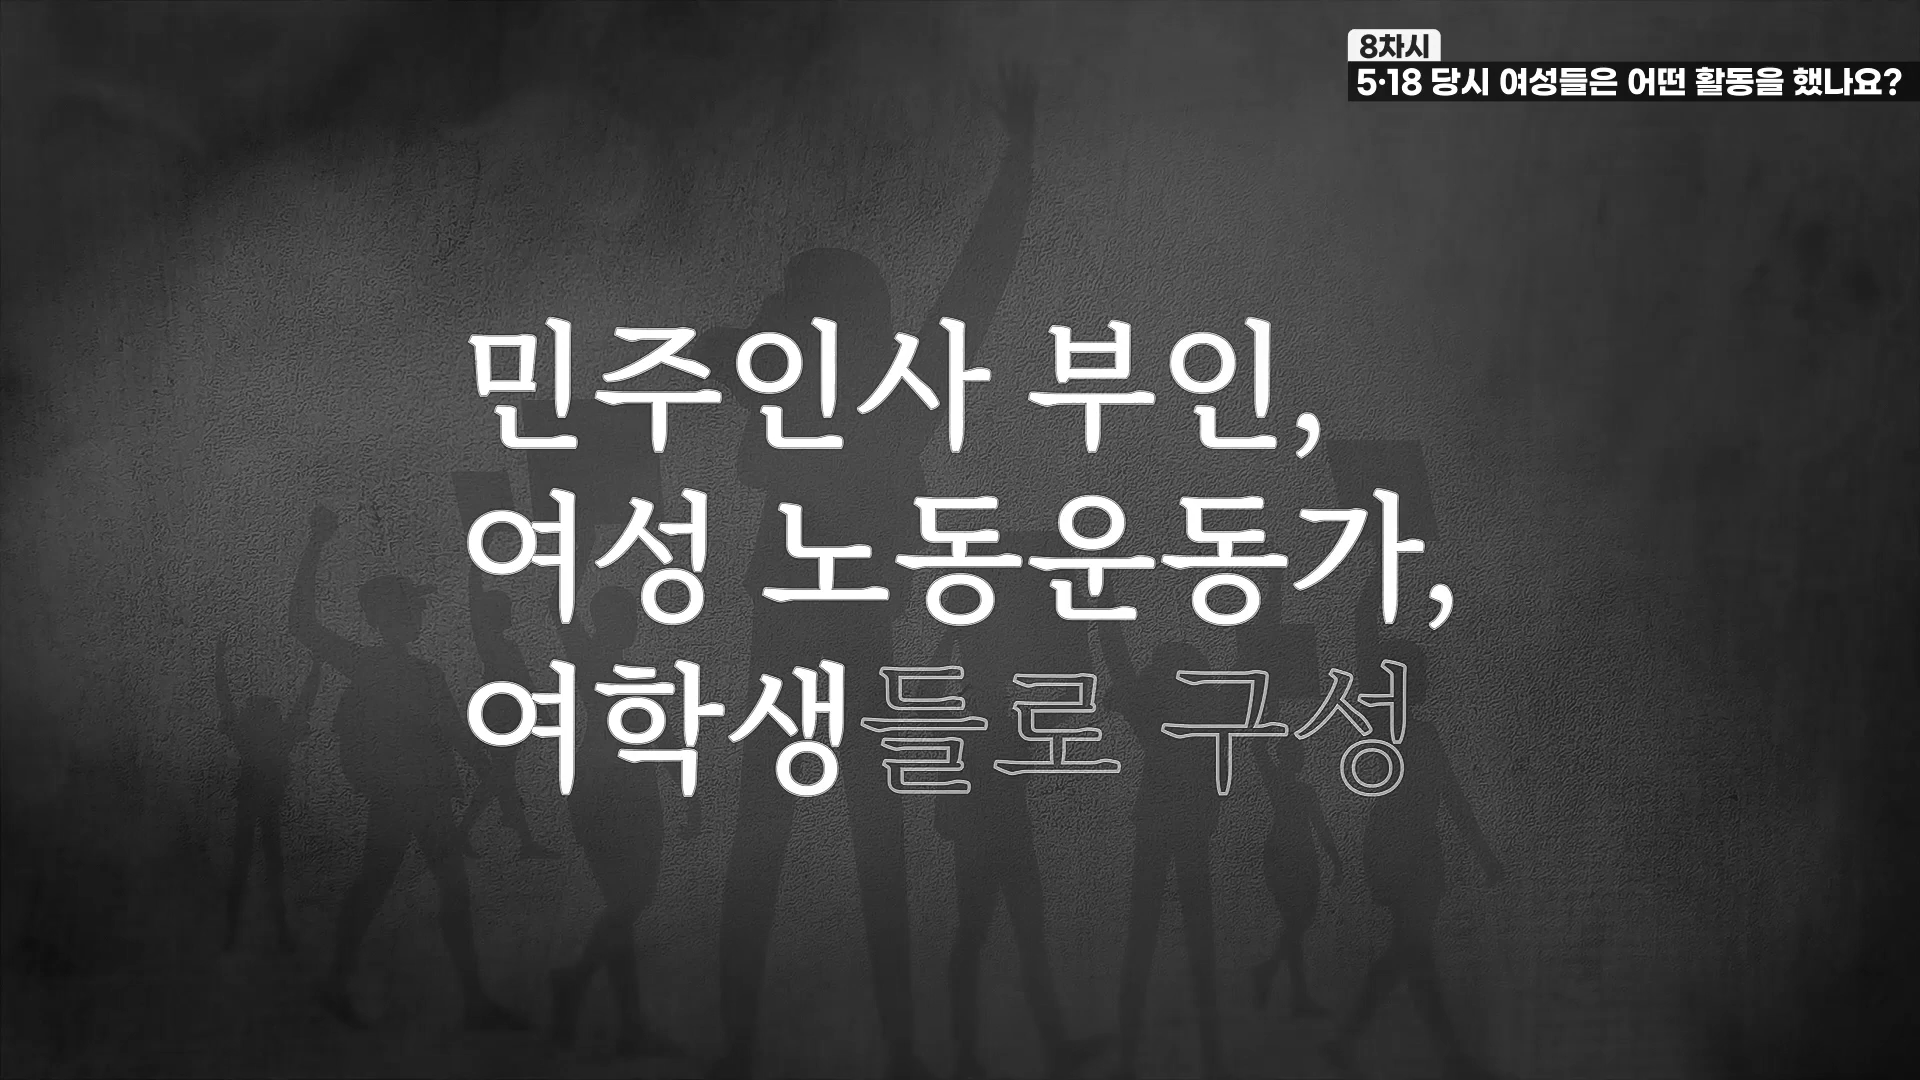 8차시
5·18 당시 여성들은 어떤 활동을 했나요?
민주인사 부인,
여성 노동운동가,
여학생들로 구성